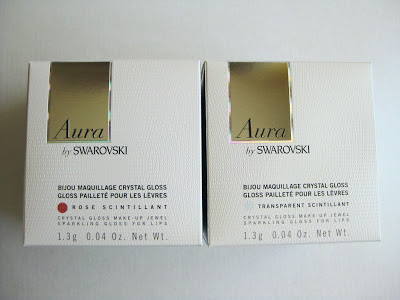 Aura
by SWAROVSKI
BIJOU MAQUILLAGE CRYSTAL GLOSS
GLOSS PAILLETÉ POUR LES LÈVRES
ROSE SCINTILLANT
CRYSTAL GLOSS MAKE-UP JEWEL
SPARKLING GLOSS FOR LIPS
1.3g 0.04 Oz. Net Wt.
Aura
by SWAROVSKI
BIJOU MAQUILLAGE CRYSTAL GLOSS
GLOSS PAILLETÉ POUR LES LÈVRES
TRANSPARENT SCINTILLANT
CRYSTAL GLOSS MAKE-UP JEWEL
SPARKLING GLOSS FOR LIPS
1.3g 0.04 Oz. Net Wt.